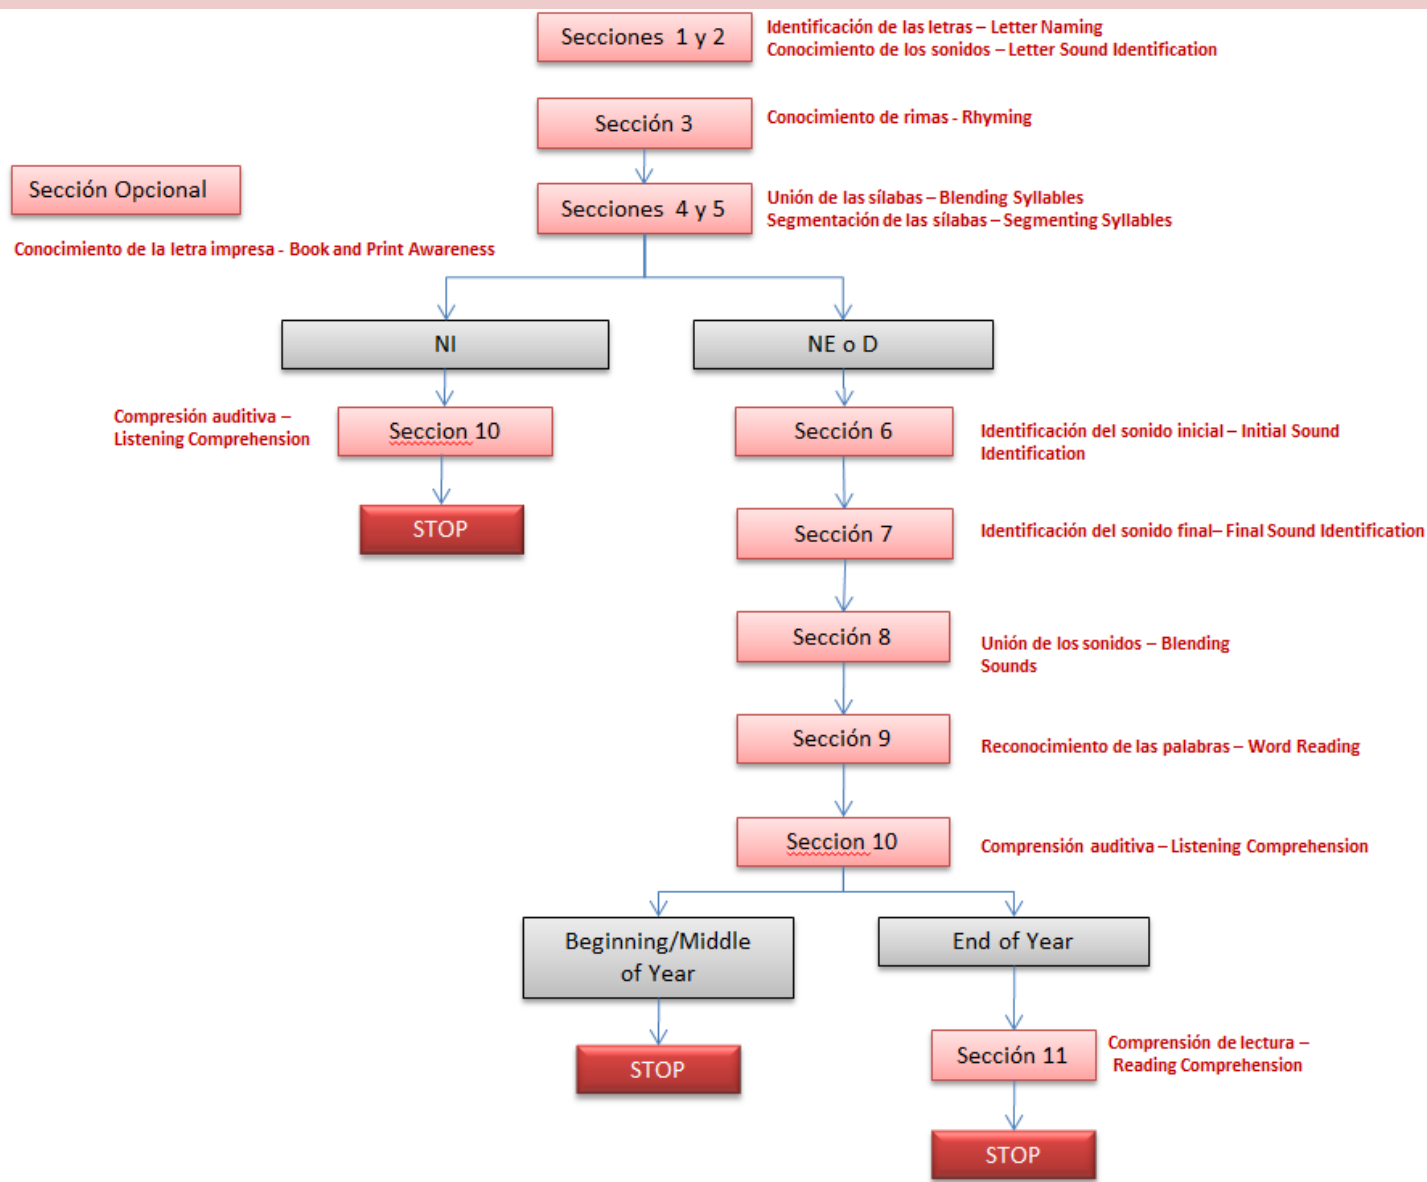 Secciones 1 y 2
Identificación de las letras – Letter Naming
Conocimiento de los sonidos – Letter Sound Identification
Sección 3
Conocimiento de rimas - Rhyming
Sección Opcional
Conocimiento de la letra impresa - Book and Print Awareness
Secciones 4 y 5
Unión de las sílabas – Blending Syllables
Segmentación de las sílabas – Segmenting Syllables
NI
NE o D
Compresión auditiva –
Listening Comprehension
Seccion 10
STOP
Sección 6
Identificación del sonido inicial – Initial Sound
Identification
Sección 7
Identificación del sonido final– Final Sound Identification
Sección 8
Unión de los sonidos – Blending
Sounds
Sección 9
Reconocimiento de las palabras – Word Reading
Seccion 10
Comprensión auditiva – Listening Comprehension
Beginning/Middle
of Year
STOP
End of Year
Sección 11
Comprensión de lectura –
Reading Comprehension
STOP